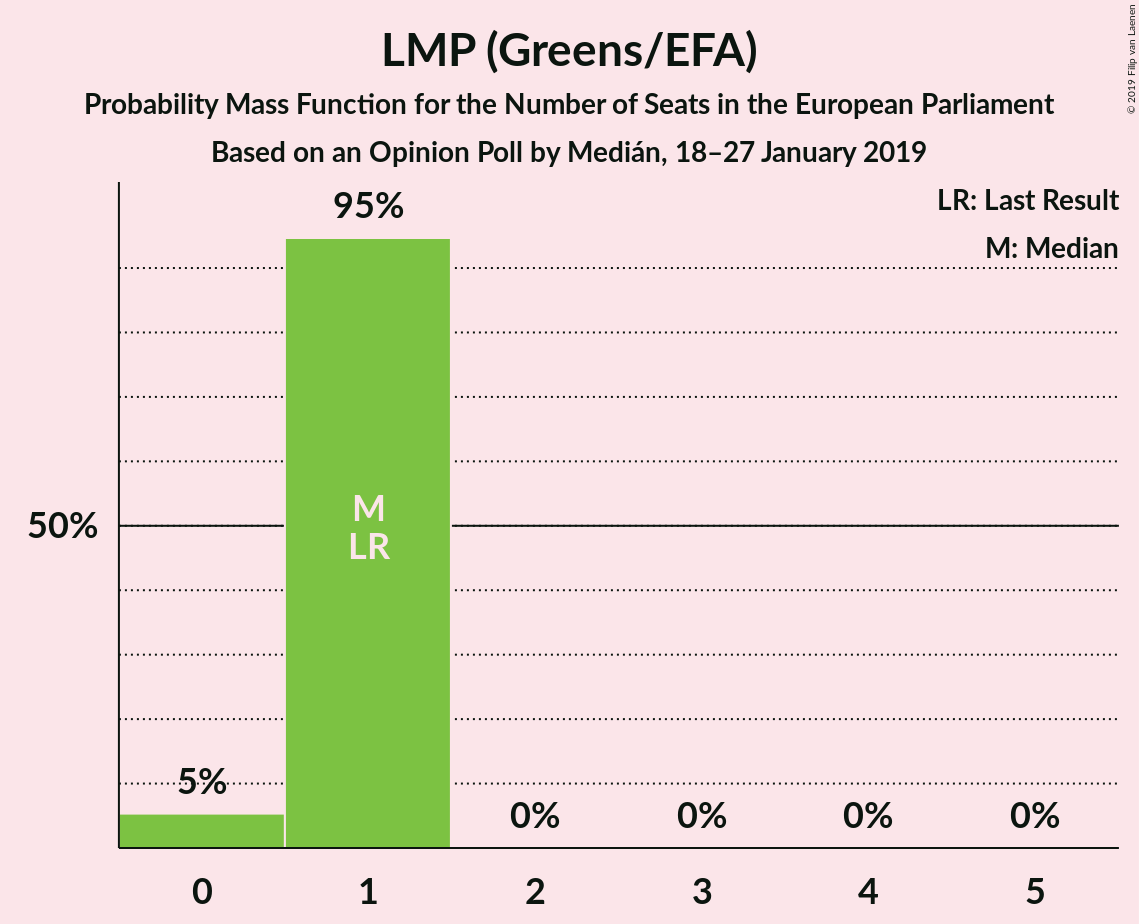 LMP (Greens/EFA)
Probability Mass Function for the Number of Seats in the European Parliament
Based on an Opinion Poll by Medián, 18–27 January 2019
© 2019 Filip van Laenen
LR: Last Result
M: Median
95%
50%
M
LR
5%
0%
0%
0%
0%
0
1
2
3
4
5